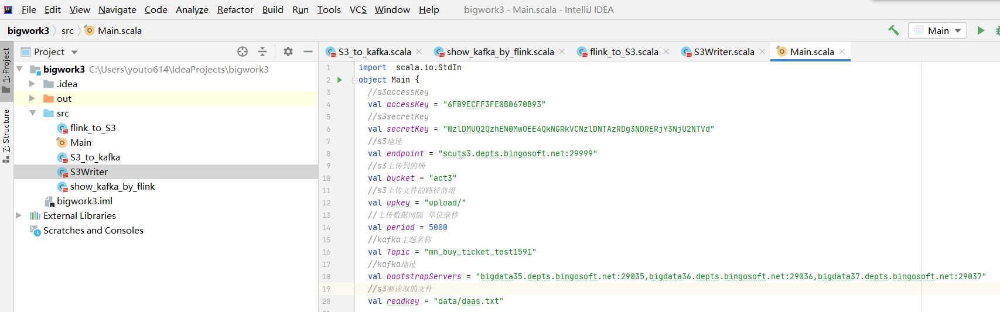 File Edit View Navigate Code Analyze Refactor Build Run Tools VCS Window Help bigwork3 - Main.scala - IntelliJ IDEA
bigwork3 src Main.scala
Main
1: Project
Z: Structure
Project
bigwork3 C:\Users\youto614\IdeaProjects\bigwork3
.idea
out
src
flink_to_S3
Main
S3_to_kafka
S3Writer
show_kafka_by_flink
bigwork3.iml
External Libraries
Scratches and Consoles
S3_to_kafka.scala show_kafka_by_flink.scala flink_to_S3.scala S3Writer.scala Main.scala
1 import scala.io.StdIn
2 object Main {
3 //s3accessKey
4 val accessKey = "6FB9ECFF3FE0B0670B93"
5 //s3secretKey
6 val secretKey = "WzlDMUQ2QzhEN0MwOEE4QkNGRkVCNzlDNTAzRDg3NDRERjY3NjU2NTVd"
7 //s3地址
8 val endpoint = "scuts3.depts.bingosoft.net:29999"
9 //s3上传到的桶
10 val bucket = "act3"
11 //s3上传文件的路径前缀
12 val upkey = "upload/"
13 //上传数据间隔 单位毫秒
14 val period = 5000
15 //kafka主题名称
16 val Topic = "mn_buy_ticket_test1591"
17 //kafka地址
18 val bootstrapServers = "bigdata35.depts.bingosoft.net:29035,bigdata36.depts.bingosoft.net:29036,bigdata37.depts.bingosoft.net:29037"
19 //s3要读取的文件
20 val readkey = "data/daas.txt"